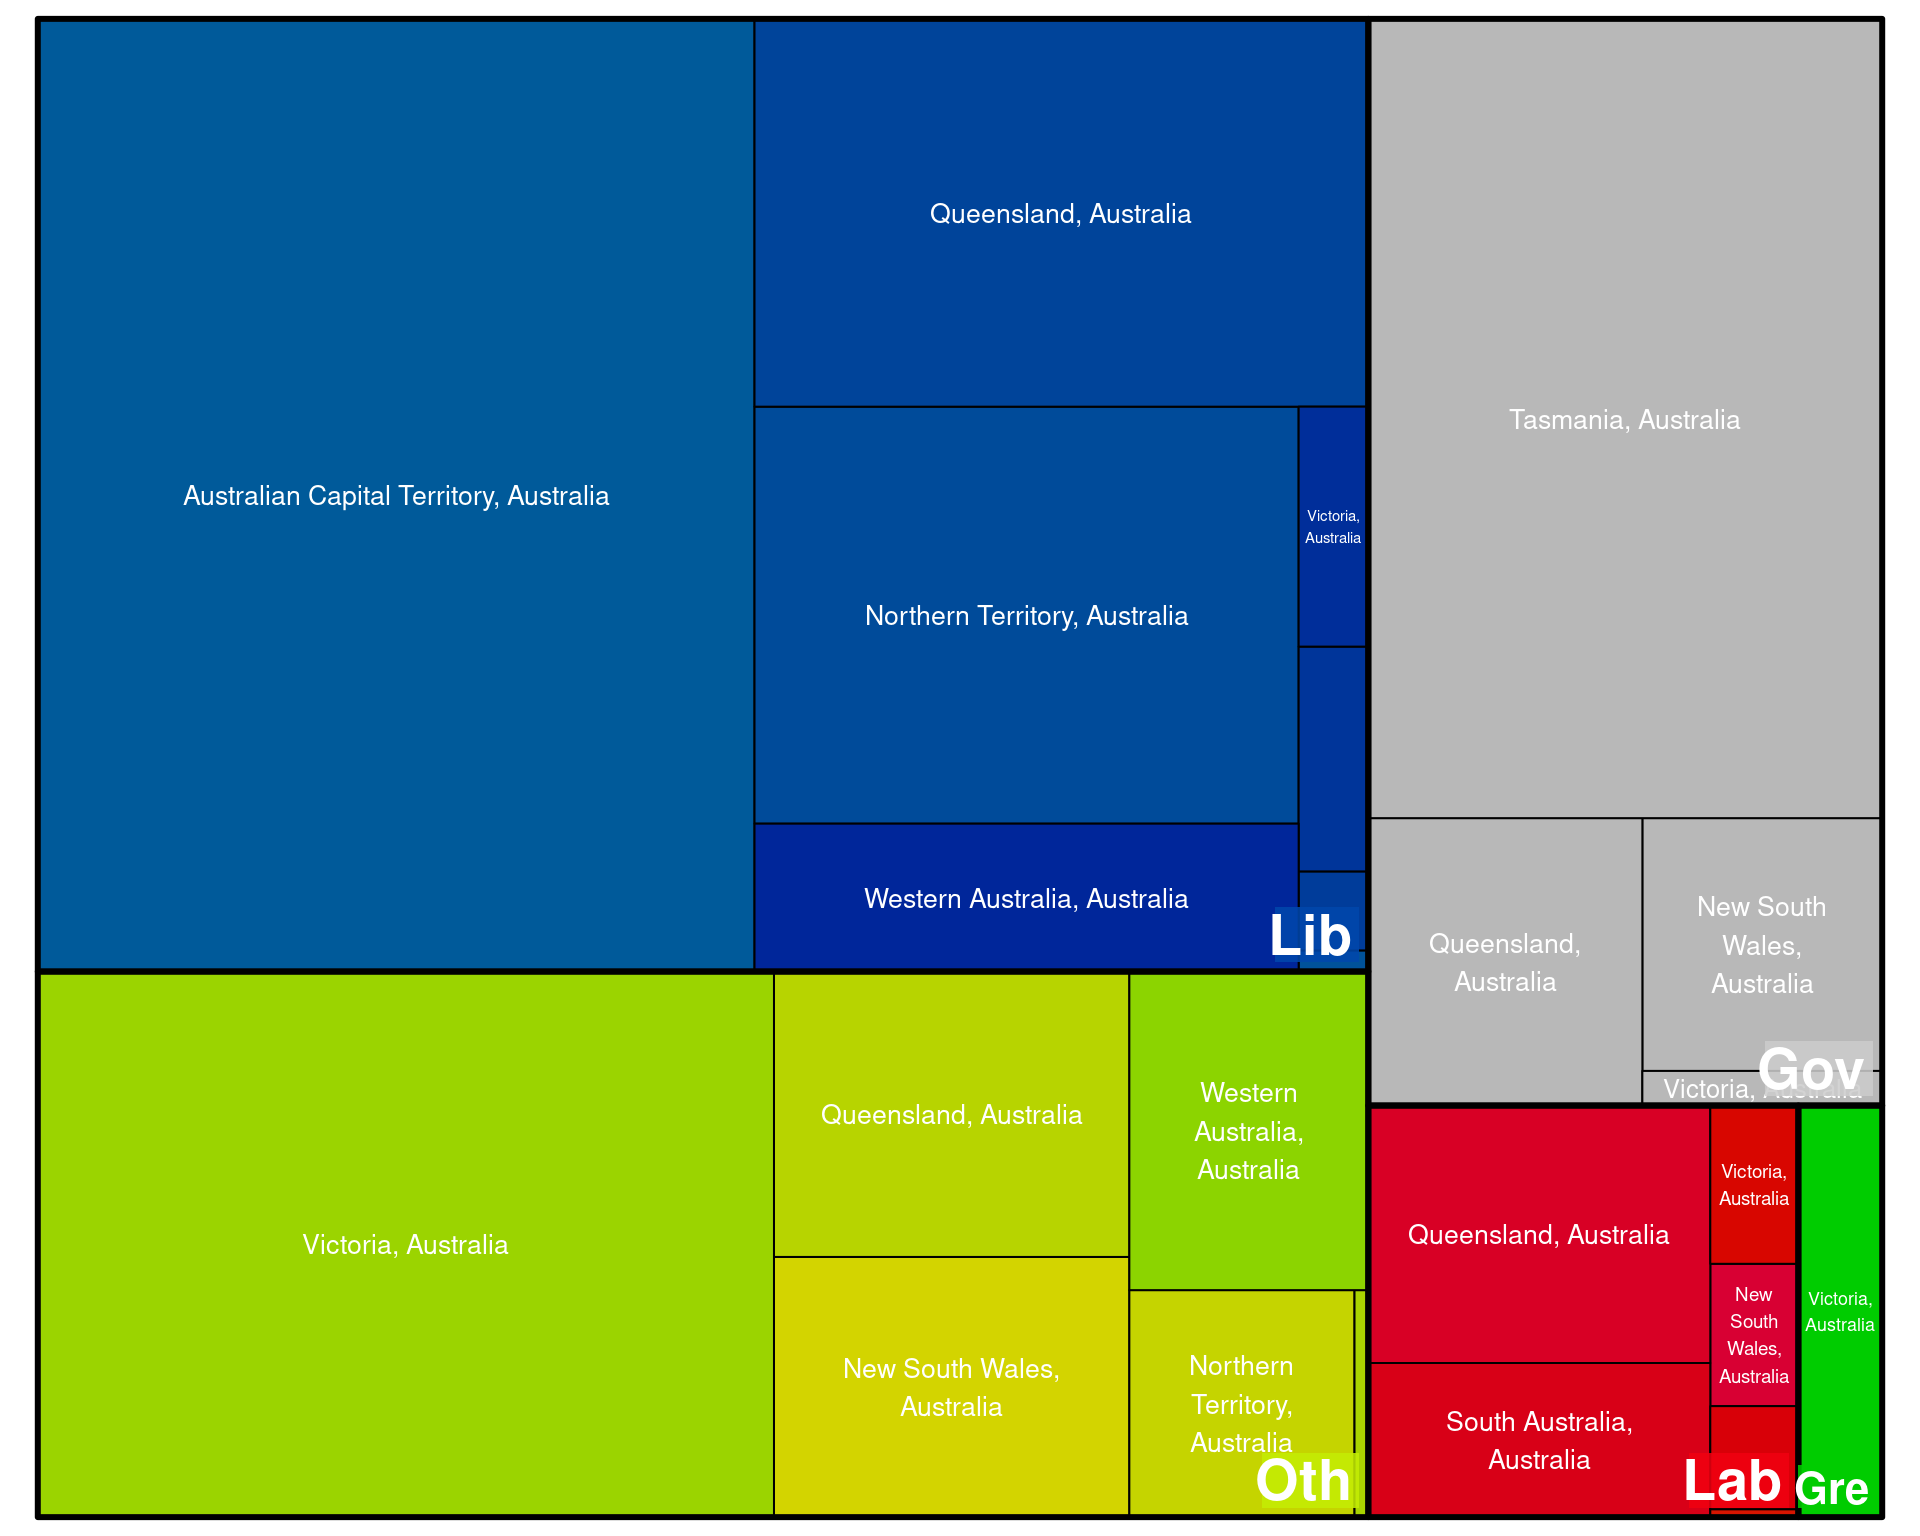 Australian Capital Territory, Australia
Queensland, Australia
Northern Territory, Australia
Victoria,
Australia
Western Australia, Australia
Lib
Tasmania, Australia
Queensland,
Australia
New South
Wales,
Australia
Victoria, Australia
Gov
Victoria, Australia
Queensland, Australia
Western
Australia,
Australia
New South Wales,
Australia
Northern
Territory,
Australia
Oth
Queensland, Australia
Victoria,
Australia
New
South
Wales,
Australia
South Australia,
Australia
Lab
Victoria,
Australia
Gre